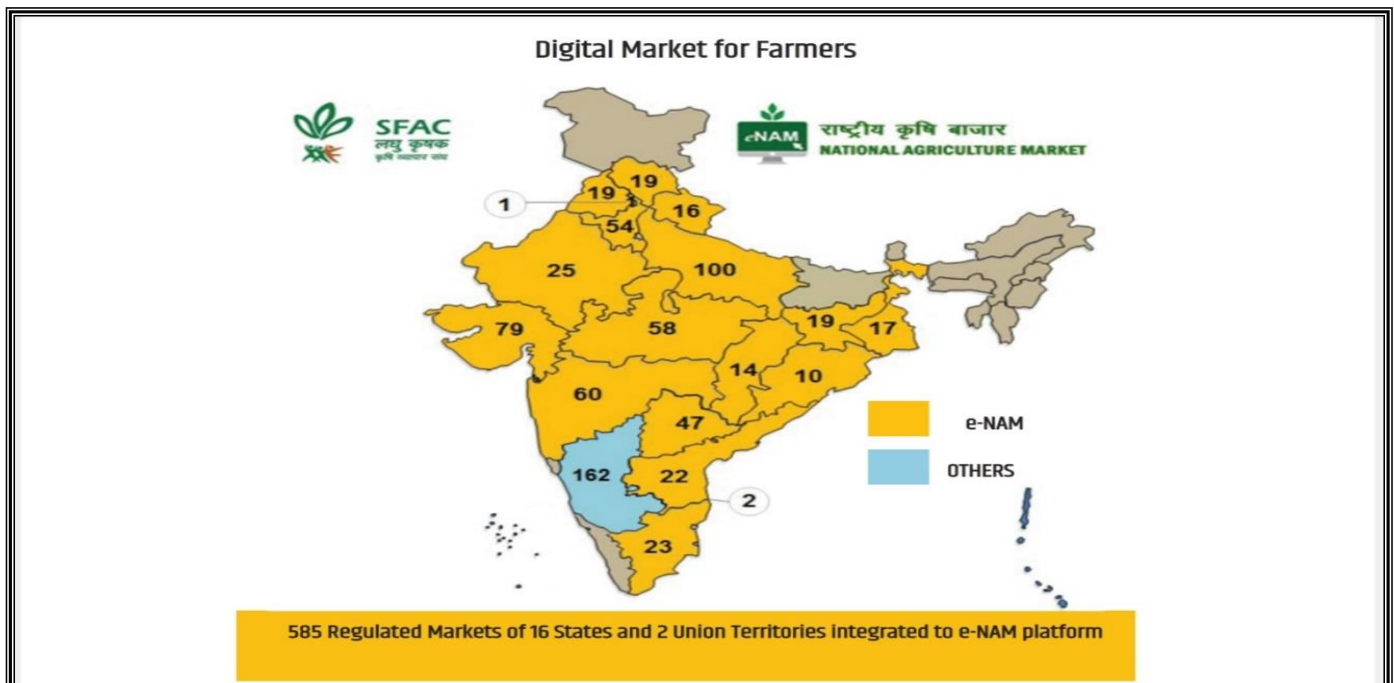 Digital Market for Farmers
SFAC
लघु कृषक
कृषि व्यापार संघ
eNAM
राष्ट्रीय कृषि बाजार
NATIONAL AGRICULTURE MARKET
19
19
1
16
54
25
100
79
58
19
17
14
10
60
47
e-NAM
162
22
OTHERS
2
23
585 Regulated Markets of 16 States and 2 Union Territories integrated to e-NAM platform